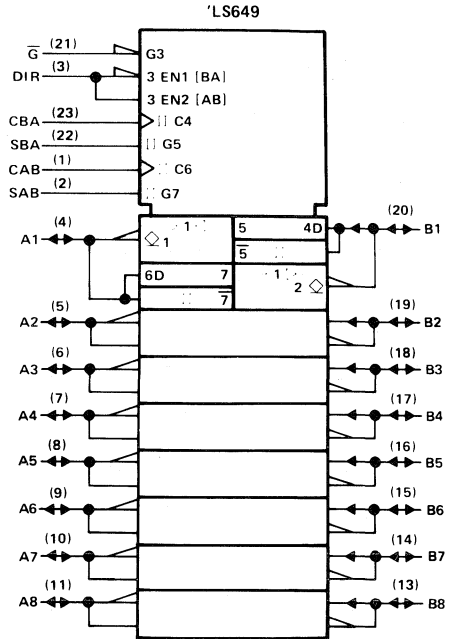 'LS649
G̅ (21) G3
DIR (3) 3 EN1 [BA]
3 EN2 [AB]
CBA (23) C4
SBA (22) G5
CAB (1) C6
SAB (2) G7
A1 (4) 1 1 5 4D (20) B1
5̅
6D 7 1 2
7̅
A2 (5) (19) B2
A3 (6) (18) B3
A4 (7) (17) B4
A5 (8) (16) B5
A6 (9) (15) B6
A7 (10) (14) B7
A8 (11) (13) B8